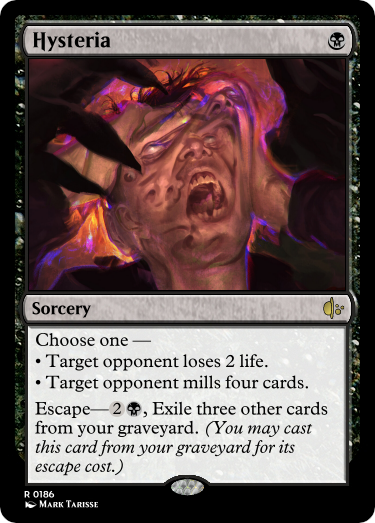 Hysteria
Sorcery
Choose one —
• Target opponent loses 2 life.
• Target opponent mills four cards.
Escape—2, Exile three other cards
from your graveyard. (You may cast
this card from your graveyard for its
escape cost.)
R 0186
Mark Tarisse